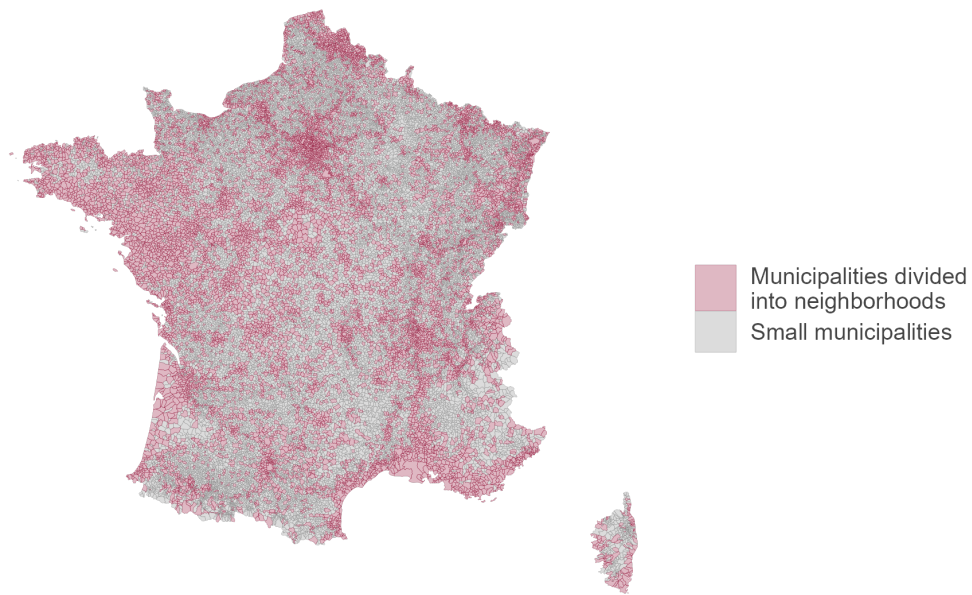 Municipalities divided
into neighborhoods
Small municipalities